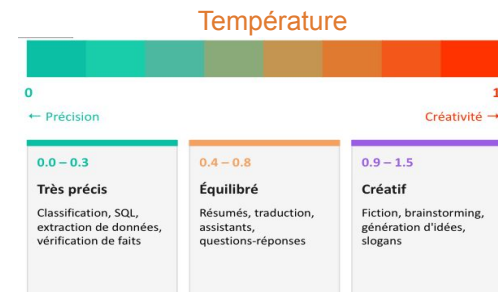 Température
0
1
← Précision
Créativité →
0.0 – 0.3
Très précis
Classification, SQL,
extraction de données,
vérification de faits
0.4 – 0.8
Équilibré
Résumés, traduction,
assistants,
questions-réponses
0.9 – 1.5
Créatif
Fiction, brainstorming,
génération d'idées,
slogans